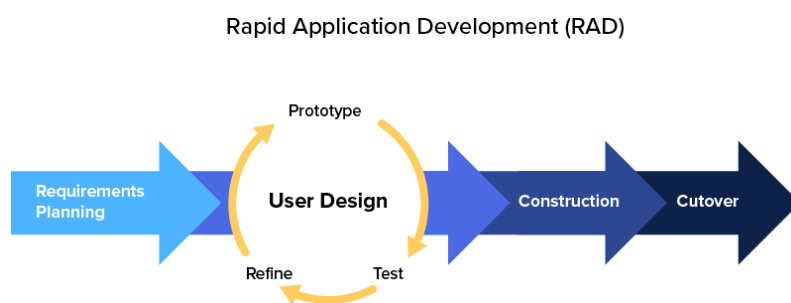 Rapid Application Development (RAD)
Prototype
Requirements
Planning
User Design
Construction
Cutover
Refine
Test